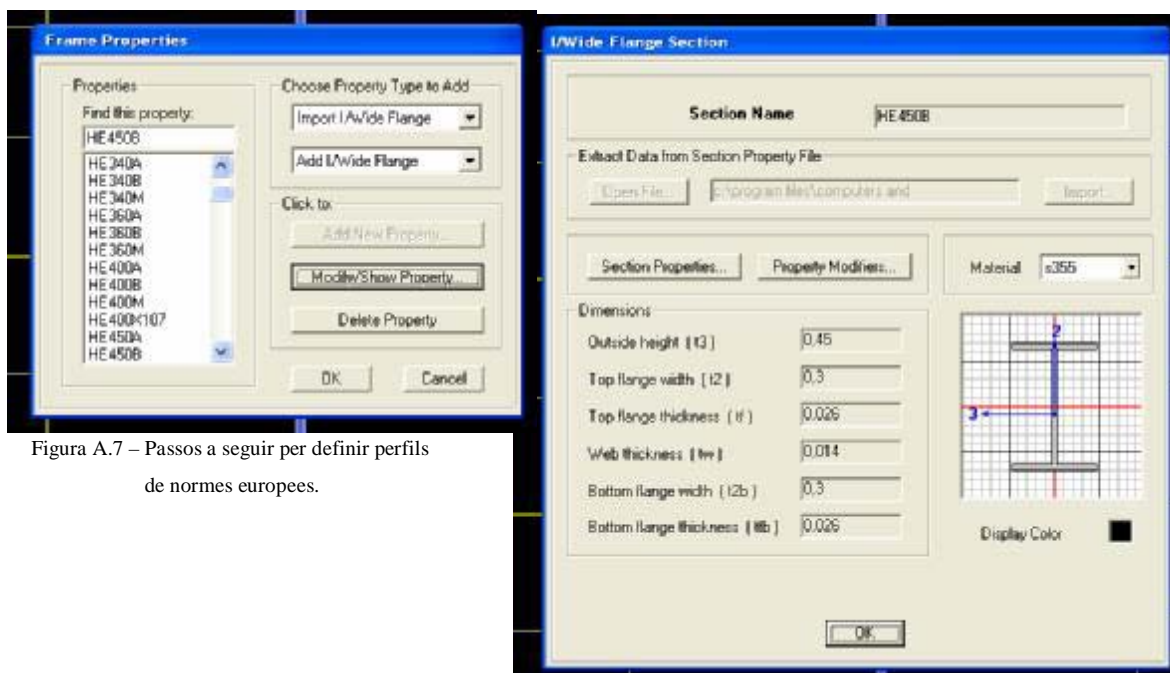 Frame Properties
Properties
Find this property:
HE450B
HE340A
HE340B
HE340M
HE360A
HE360B
HE360M
HE400A
HE400B
HE400M
HE400X107
HE450A
HE450B
Choose Property Type to Add
Import I/Wide Flange
Add I/Wide Flange
Click to:
Add New Property...
Modify/Show Property...
Delete Property
OK
Cancel
Figura A.7 – Passos a seguir per definir perfils
de normes europees.
I/Wide Flange Section
Section Name HE450B
Extract Data from Section Property File
Open File... c:\program files\computers and Import...
Section Properties... Property Modifiers... Material s355
Dimensions
Outside height ( t3 ) 0,45
Top flange width ( t2 ) 0,3
Top flange thickness ( tf ) 0,026
Web thickness ( tw ) 0,014
Bottom flange width ( t2b ) 0,3
Bottom flange thickness ( tfb ) 0,026
2
3
Display Color
OK